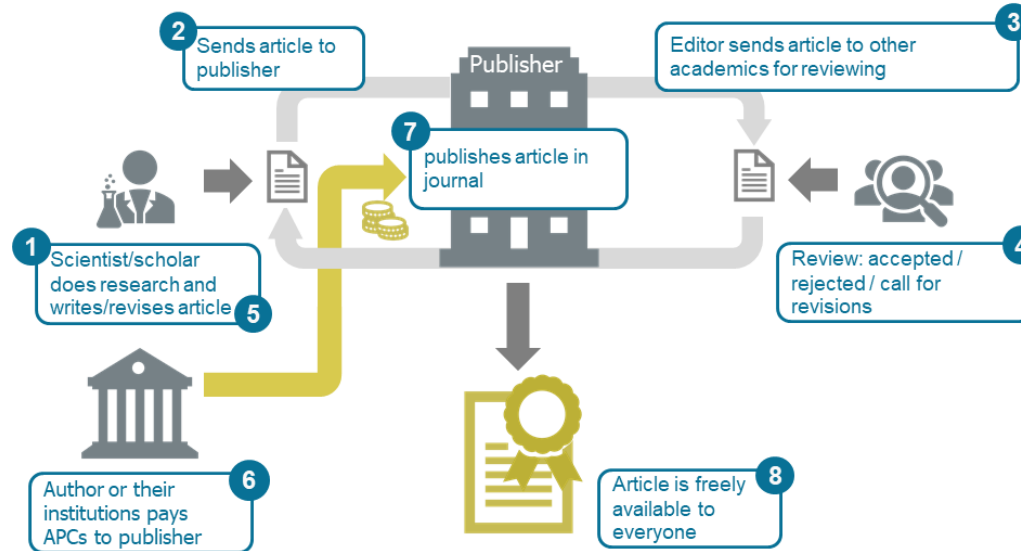 2
Sends article to
publisher
Publisher
3
Editor sends article to other
academics for reviewing
7
publishes article in
journal
1
Scientist/scholar
does research and
writes/revises article
5
4
Review: accepted /
rejected / call for
revisions
6
Author or their
institutions pays
APCs to publisher
8
Article is freely
available to
everyone